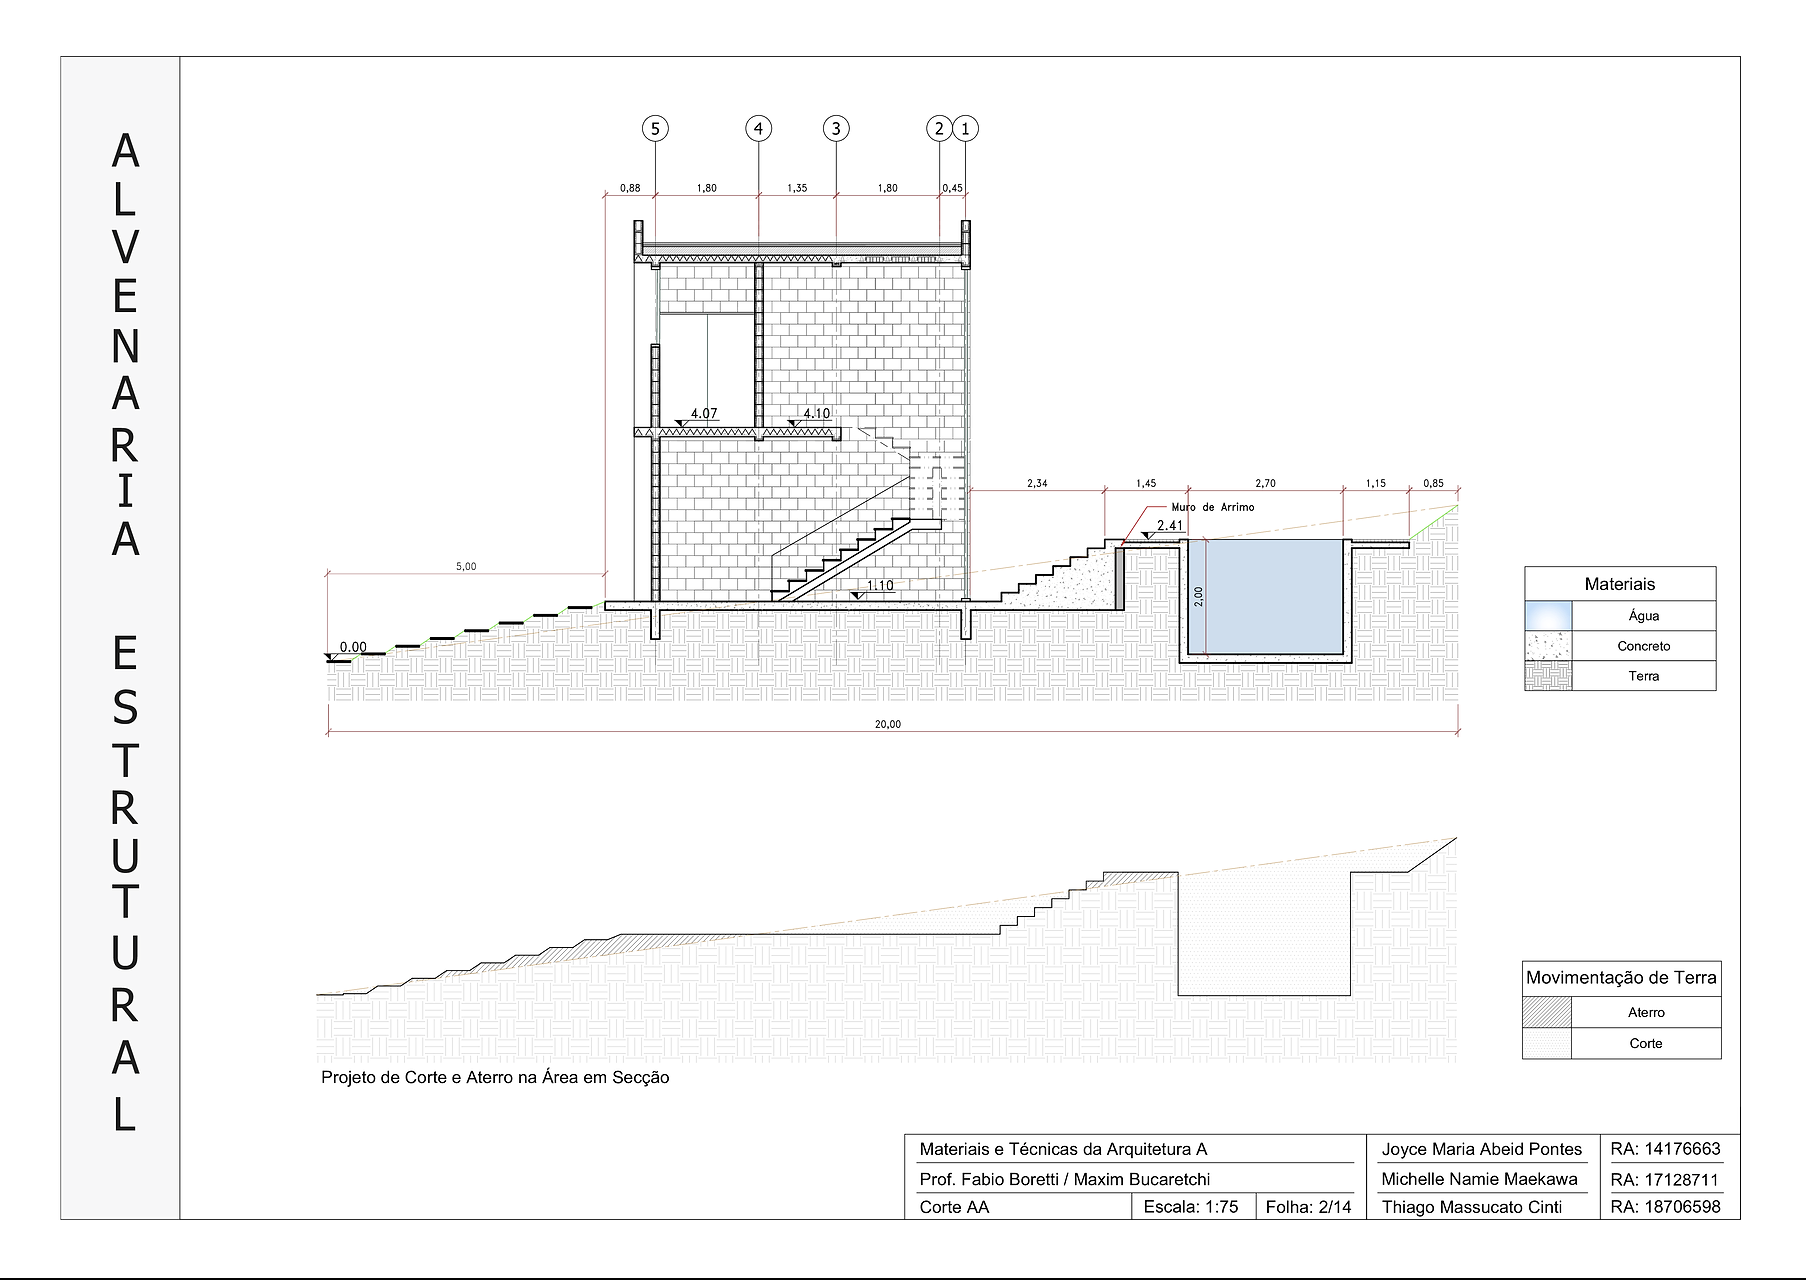 ALVENARIA ESTRUTURAL
5 4 3 2 1
0,88 1,80 1,35 1,80 0,45
4.07 4.10
2,34 1,45 2,70 1,15 0,85
Muro de Arrimo
2.41
5,00
1.10
2,00
0.00
20,00
Materiais
Água
Concreto
Terra
Movimentação de Terra
Aterro
Corte
Projeto de Corte e Aterro na Área em Secção
Materiais e Técnicas da Arquitetura A
Prof. Fabio Boretti / Maxim Bucaretchi
Corte AA Escala: 1:75 Folha: 2/14
Joyce Maria Abeid Pontes RA: 14176663
Michelle Namie Maekawa RA: 17128711
Thiago Massucato Cinti RA: 18706598